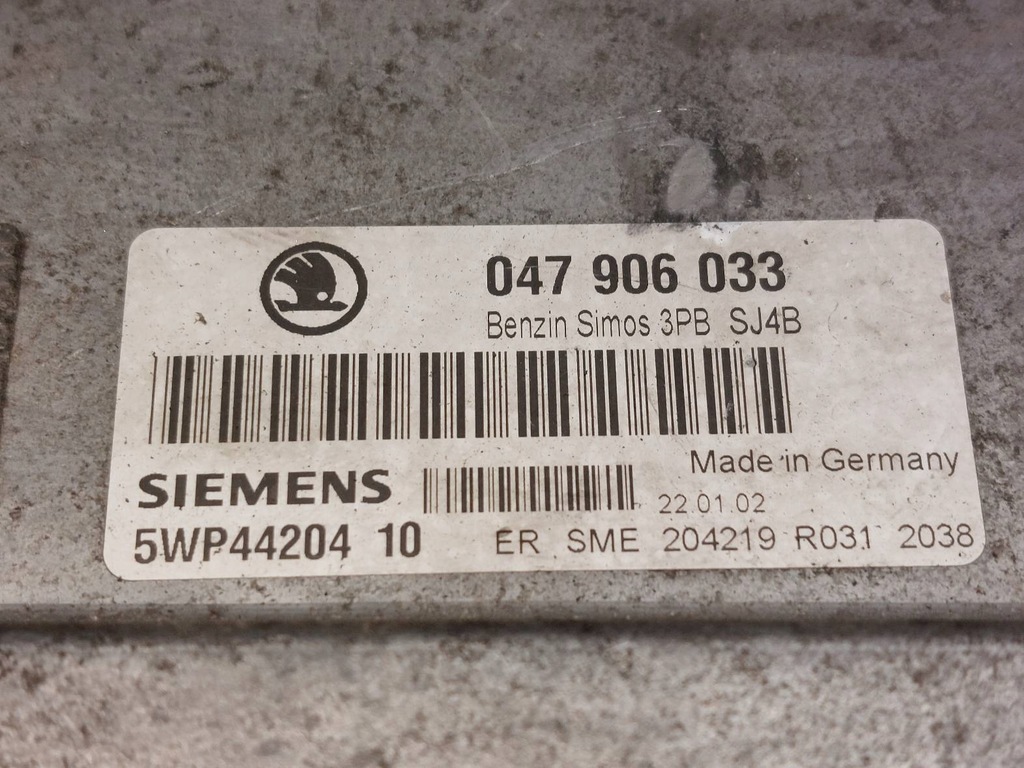 047 906 033
Benzin Simos 3PB SJ4B
Made in Germany
SIEMENS
22.01.02
5WP44204 10
ER SME 204219 R031 2038